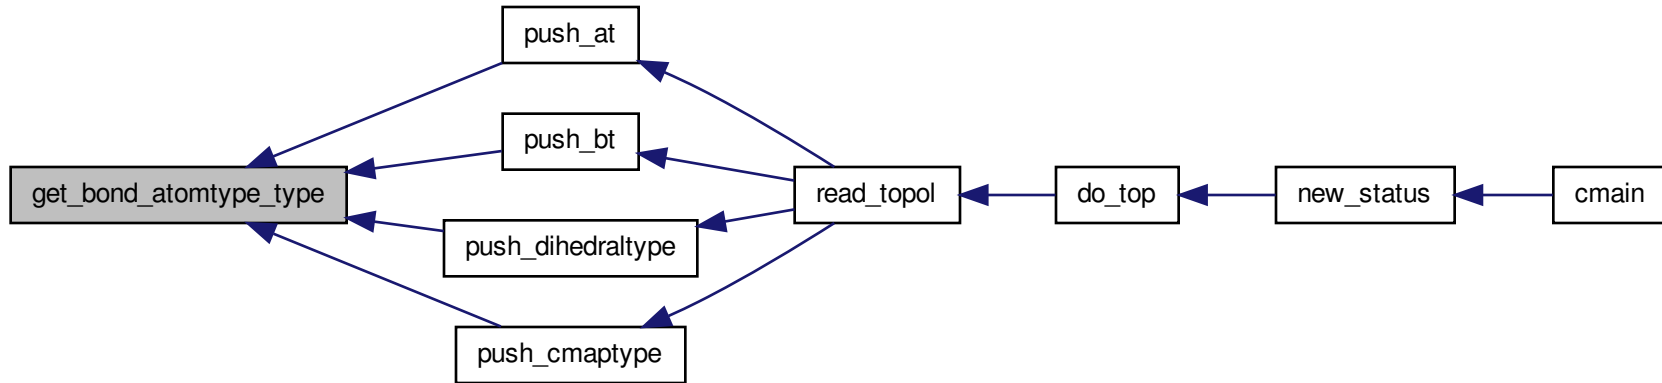 push_at
push_bt
get_bond_atomtype_type
read_topol
do_top
new_status
cmain
push_dihedraltype
push_cmaptype